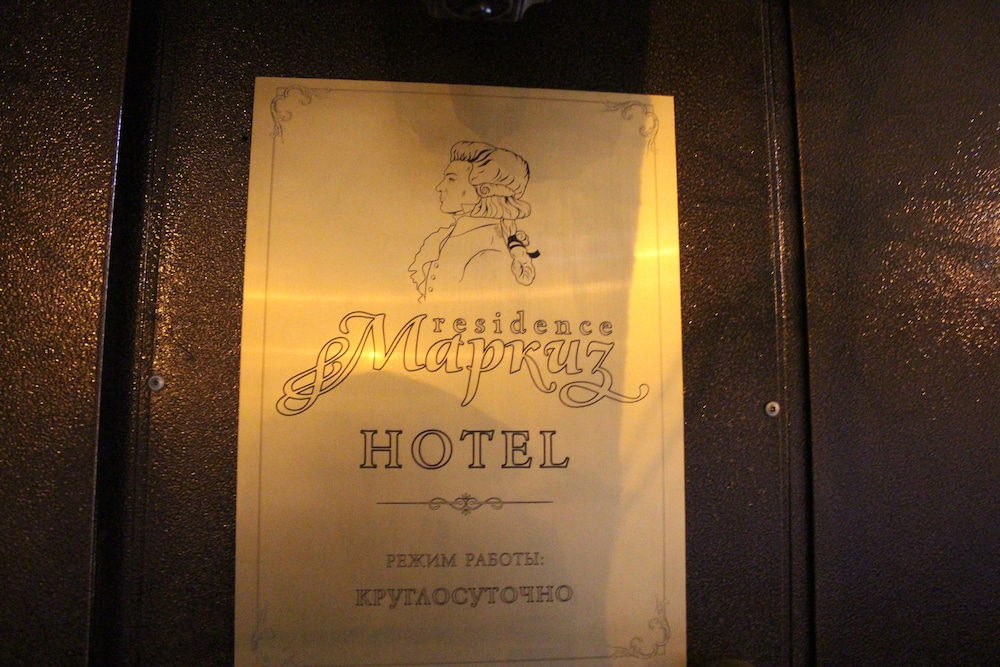 residence
Маркиз
HOTEL
РЕЖИМ РАБОТЫ:
КРУГЛОСУТОЧНО